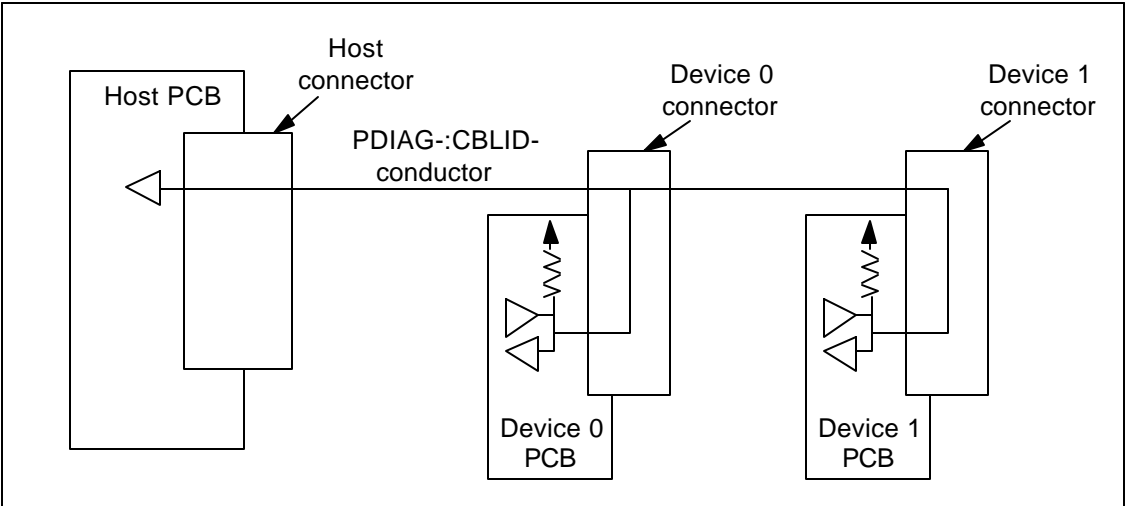 Host
connector
Host PCB
Device 0
connector
Device 1
connector
PDIAG-:CBLID-
conductor
Device 0
PCB
Device 1
PCB